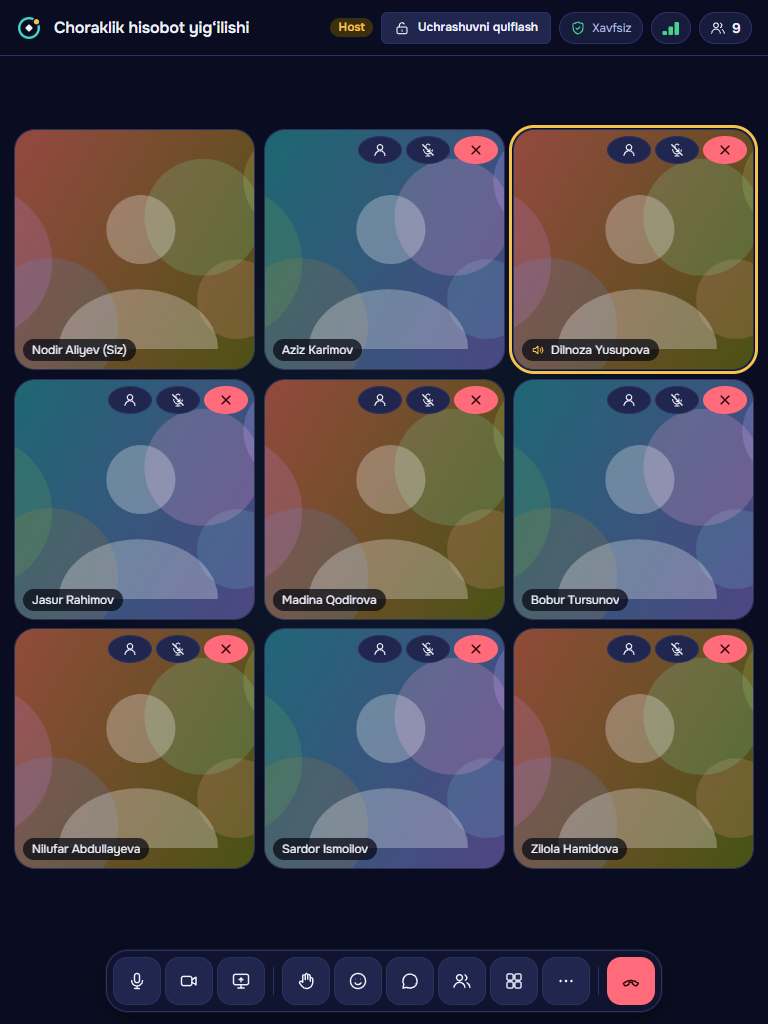 Choraklik hisobot yig‘ilishi
Host
Uchrashuvni qulflash
Xavfsiz
9
Nodir Aliyev (Siz)
Aziz Karimov
Dilnoza Yusupova
Jasur Rahimov
Madina Qodirova
Bobur Tursunov
Nilufar Abdullayeva
Sardor Ismoilov
Zilola Hamidova